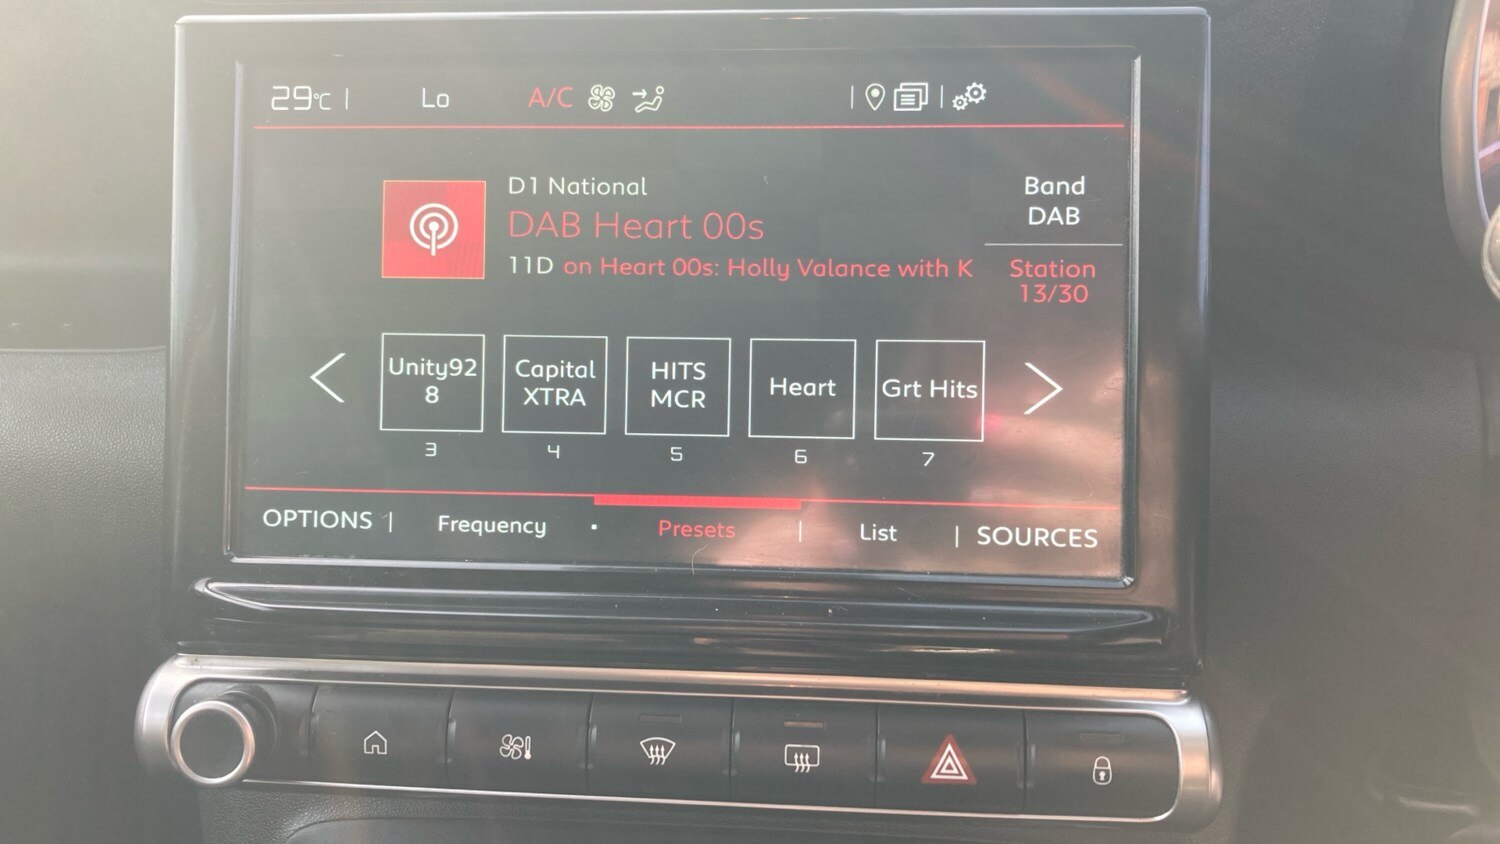 29°C | Lo A/C
D1 National
DAB Heart 00s
11D on Heart 00s: Holly Valance with K
Band
DAB
Station
13/30
Unity92
8
Capital
XTRA
HITS
MCR
Heart
Grt Hits
3 4 5 6 7
OPTIONS | Frequency · Presets | List | SOURCES